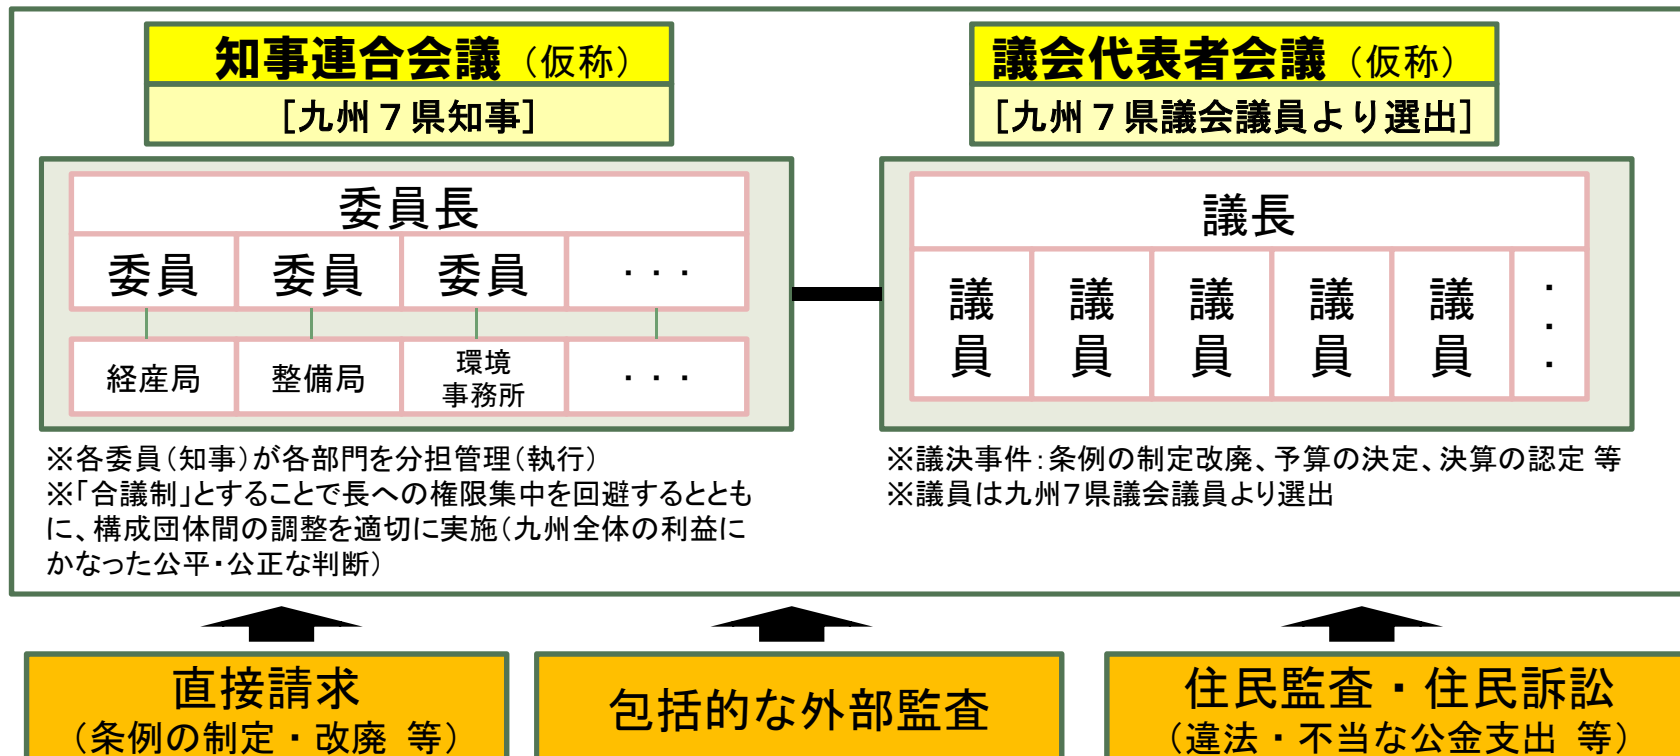 知事連合会議（仮称）
[九州７県知事]
委員長
委員 委員 委員 ・・・
経産局 整備局 環境
事務所 ・・・
※各委員（知事）が各部門を分担管理（執行）
※「合議制」とすることで長への権限集中を回避するととも
に、構成団体間の調整を適切に実施（九州全体の利益に
かなった公平・公正な判断）
議会代表者会議（仮称）
[九州７県議会議員より選出]
議長
議員 議員 議員 議員 議員 ・・・
※議決事件：条例の制定改廃、予算の決定、決算の認定 等
※議員は九州７県議会議員より選出
直接請求
（条例の制定・改廃 等）
包括的な外部監査
住民監査・住民訴訟
（違法・不当な公金支出 等）